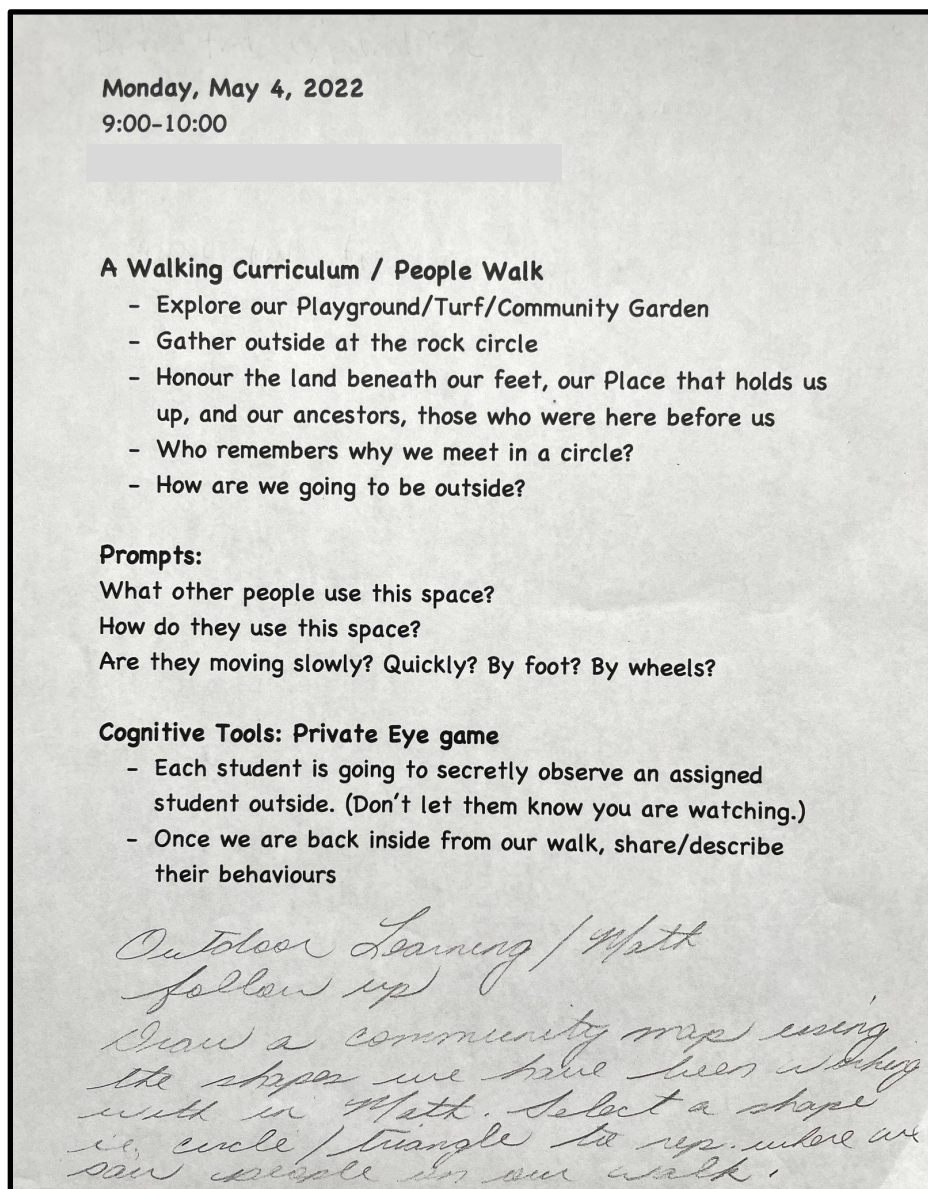 Monday, May 4, 2022
9:00-10:00
A Walking Curriculum / People Walk
- Explore our Playground/Turf/Community Garden
- Gather outside at the rock circle
- Honour the land beneath our feet, our Place that holds us
up, and our ancestors, those who were here before us
- Who remembers why we meet in a circle?
- How are we going to be outside?
Prompts:
What other people use this space?
How do they use this space?
Are they moving slowly? Quickly? By foot? By wheels?
Cognitive Tools: Private Eye game
- Each student is going to secretly observe an assigned
student outside. (Don't let them know you are watching.)
- Once we are back inside from our walk, share/describe
their behaviours
Outdoor Learning / Math
follow up
Draw a community map using
the shapes we have been working
with in Math. Select a shape
ie. circle / triangle to rep. where we
saw people on our walk.